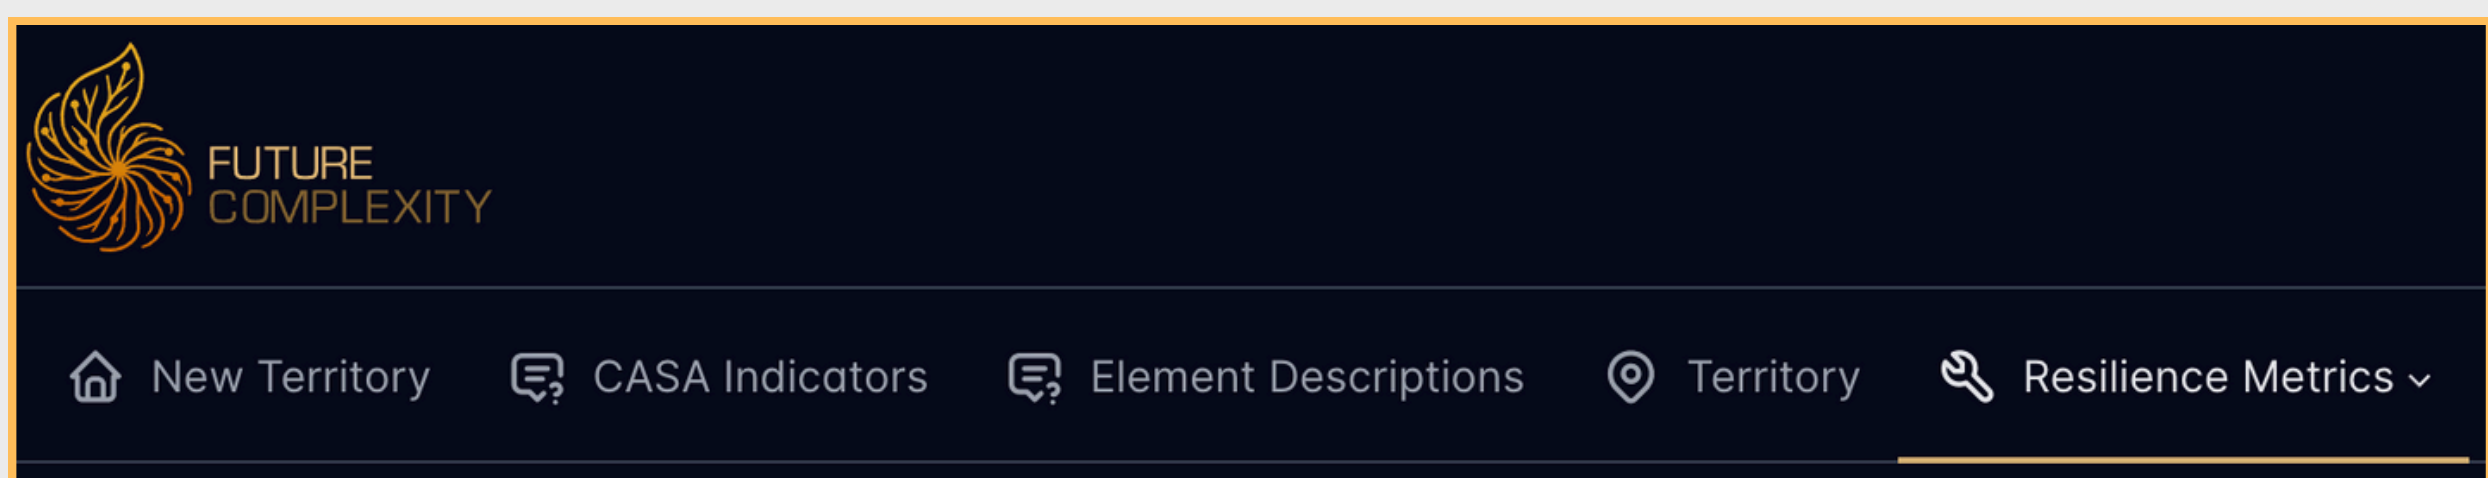 FUTURE
COMPLEXITY
New Territory CASA Indicators Element Descriptions Territory Resilience Metrics